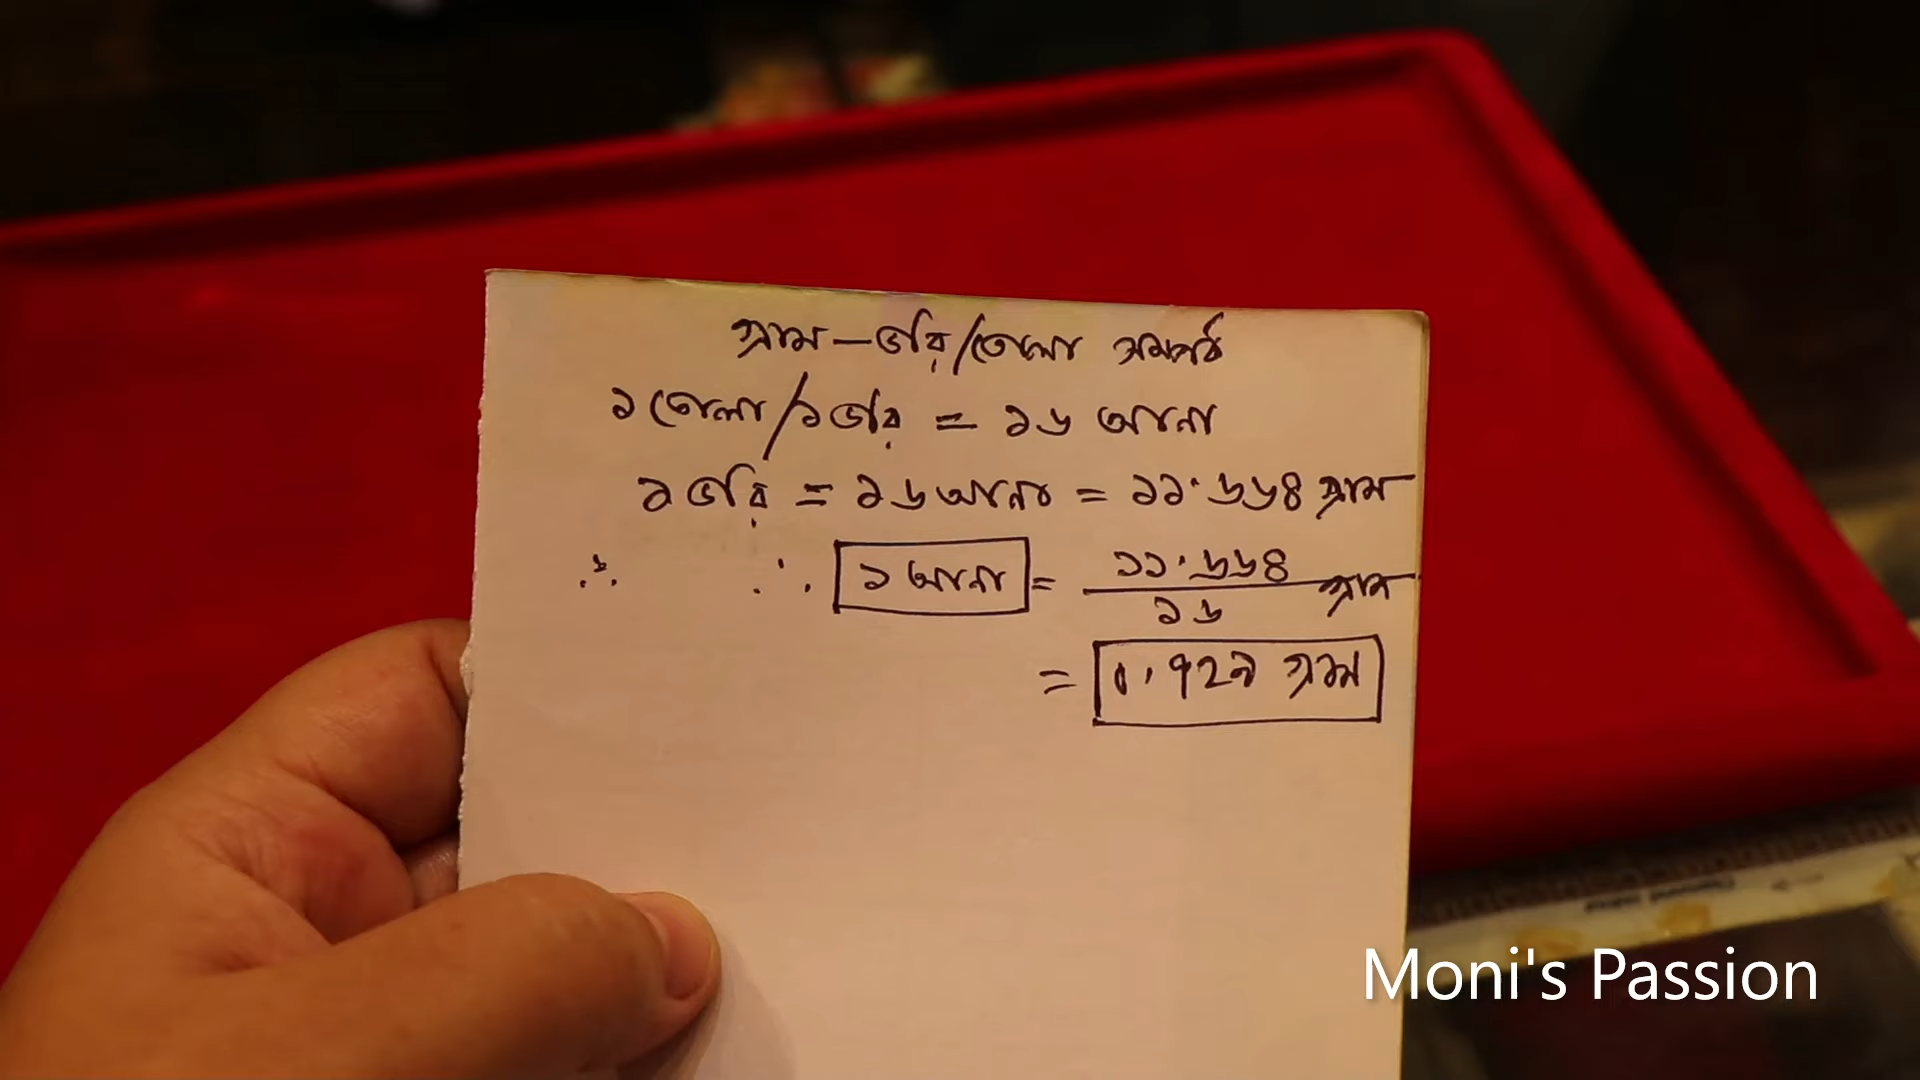 গ্রাম – ভরি/তোলা সম্পর্ক
১ তোলা/১ ভরি = ১৬ আনা
১ ভরি = ১৬ আনা = ১১.৬৬৪ গ্রাম
∴ ∴ ১ আনা = ১১.৬৬৪ / ১৬ গ্রাম
= ০.৭২৯ গ্রাম
Moni's Passion